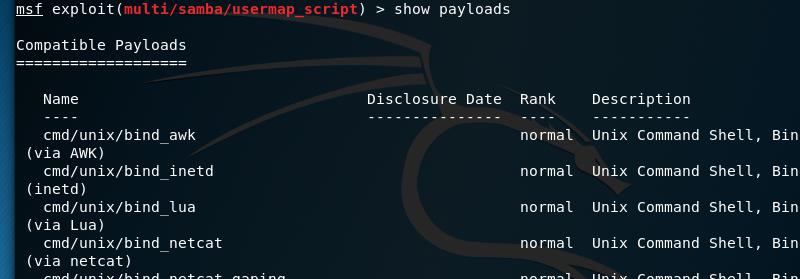 msf exploit(multi/samba/usermap_script) > show payloads
Compatible Payloads
===================
Name Disclosure Date Rank Description
---- --------------- ---- -----------
cmd/unix/bind_awk normal Unix Command Shell, Bin
(via AWK)
cmd/unix/bind_inetd normal Unix Command Shell, Bin
(inetd)
cmd/unix/bind_lua normal Unix Command Shell, Bin
(via Lua)
cmd/unix/bind_netcat normal Unix Command Shell, Bin
(via netcat)
cmd/unix/bind_netcat_gaping normal Unix Command Shell, Bin